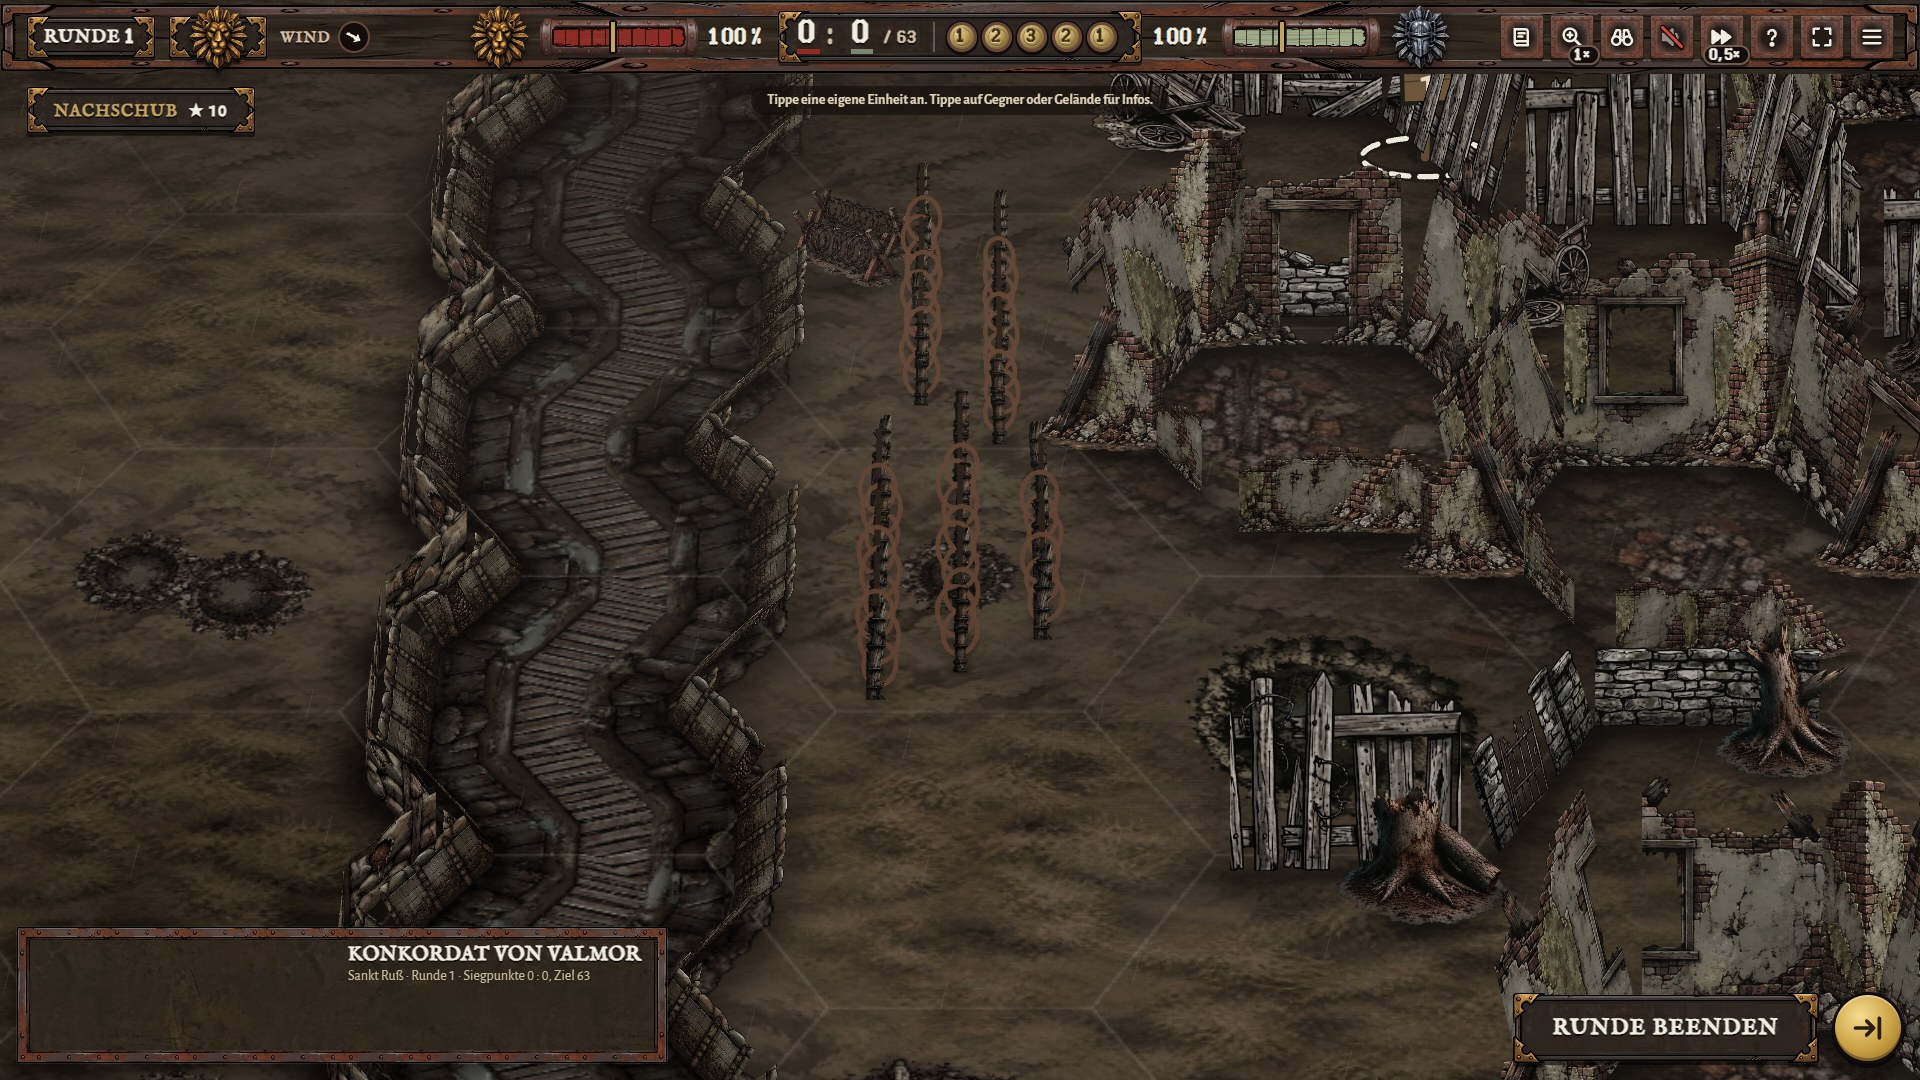 RUNDE 1
WIND
100%
0 : 0 / 63
1 2 3 2 1
100%
1×
0,5×
?
NACHSCHUB ★ 10
Tippe eine eigene Einheit an. Tippe auf Gegner oder Gelände für Infos.
KONKORDAT VON VALMOR
Sankt Ruß · Runde 1 · Siegpunkte 0 : 0, Ziel 63
RUNDE BEENDEN